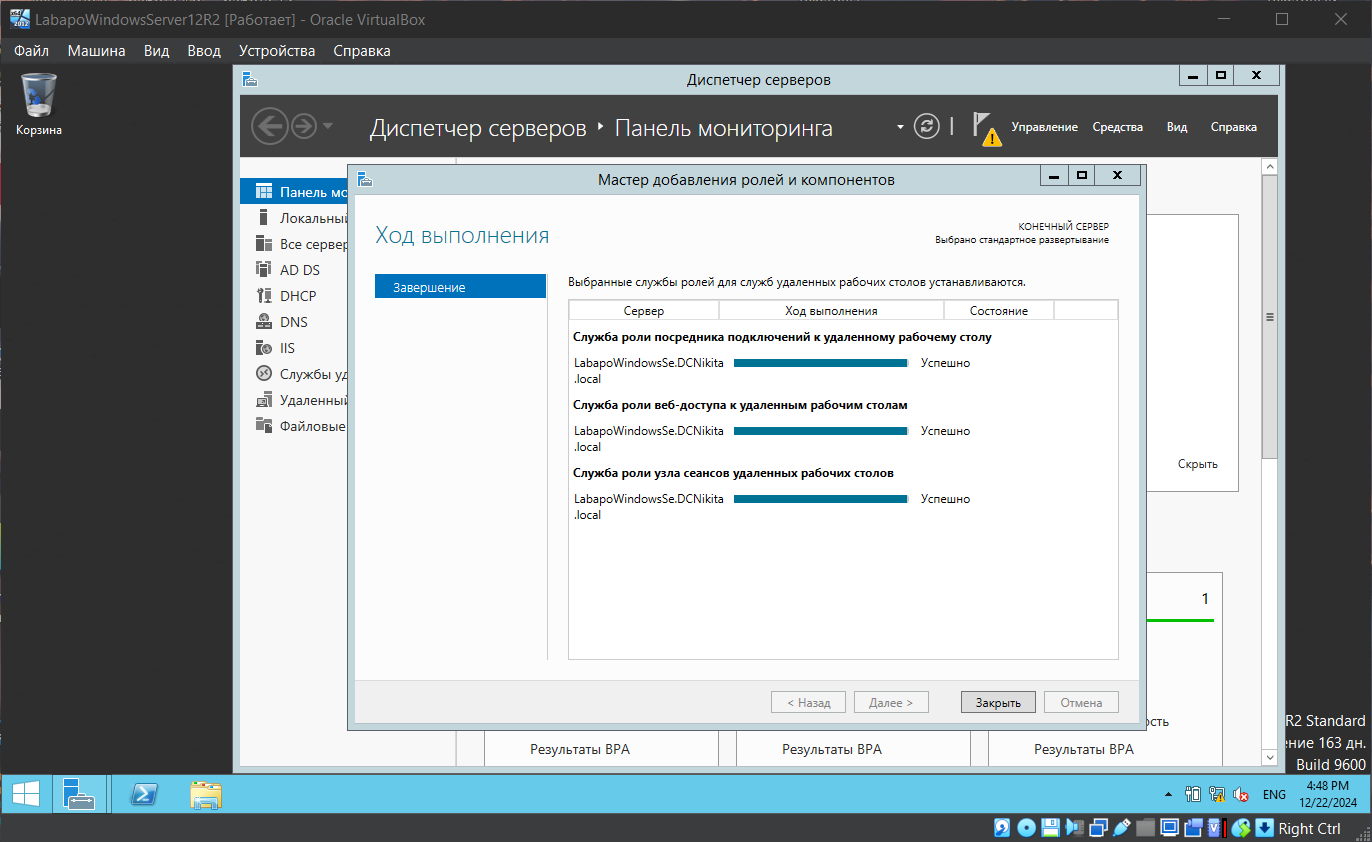 LabapoWindowsServer12R2 [Работает] - Oracle VirtualBox
Файл Машина Вид Ввод Устройства Справка
Корзина
Диспетчер серверов
Диспетчер серверов ‣ Панель мониторинга
Управление Средства Вид Справка
Панель мо
Локальный
Все сервер
AD DS
DHCP
DNS
IIS
Службы уд
Удаленный
Файловые
Мастер добавления ролей и компонентов
Ход выполнения
КОНЕЧНЫЙ СЕРВЕР
Выбрано стандартное развертывание
Завершение
Выбранные службы ролей для служб удаленных рабочих столов устанавливаются.
Сервер Ход выполнения Состояние
Служба роли посредника подключений к удаленному рабочему столу
LabapoWindowsSe.DCNikita Успешно
.local
Служба роли веб-доступа к удаленным рабочим столам
LabapoWindowsSe.DCNikita Успешно
.local
Служба роли узла сеансов удаленных рабочих столов
LabapoWindowsSe.DCNikita Успешно
.local
< Назад Далее > Закрыть Отмена
Скрыть
1
ость
Результаты BPA Результаты BPA Результаты BPA
R2 Standard
ение 163 дн.
Build 9600
ENG
4:48 PM
12/22/2024
Right Ctrl